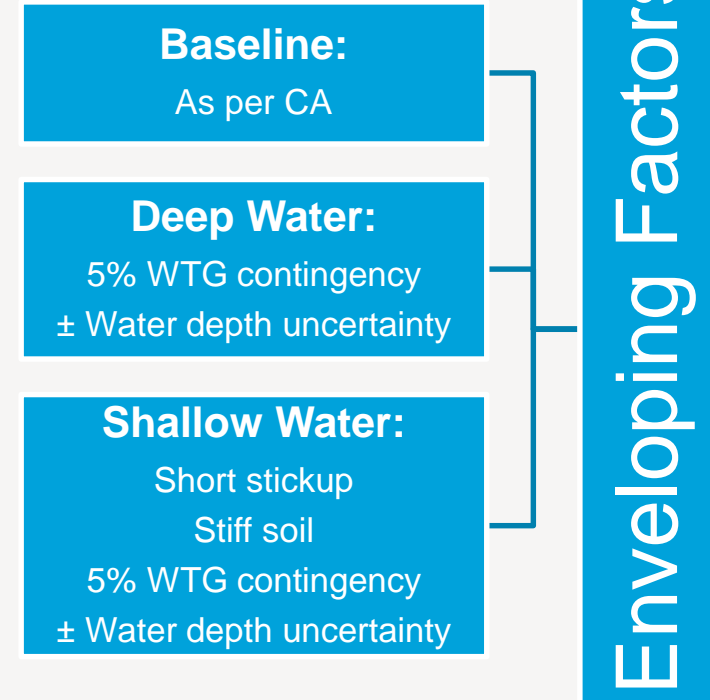 Baseline:
As per CA
Deep Water:
5% WTG contingency
± Water depth uncertainty
Shallow Water:
Short stickup
Stiff soil
5% WTG contingency
± Water depth uncertainty
Enveloping Factors